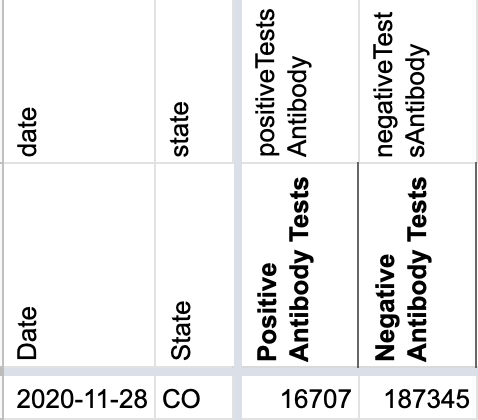 date
state
positiveTests
Antibody
negativeTest
sAntibody
Date
State
Positive
Antibody Tests
Negative
Antibody Tests
2020-11-28
CO
16707
187345